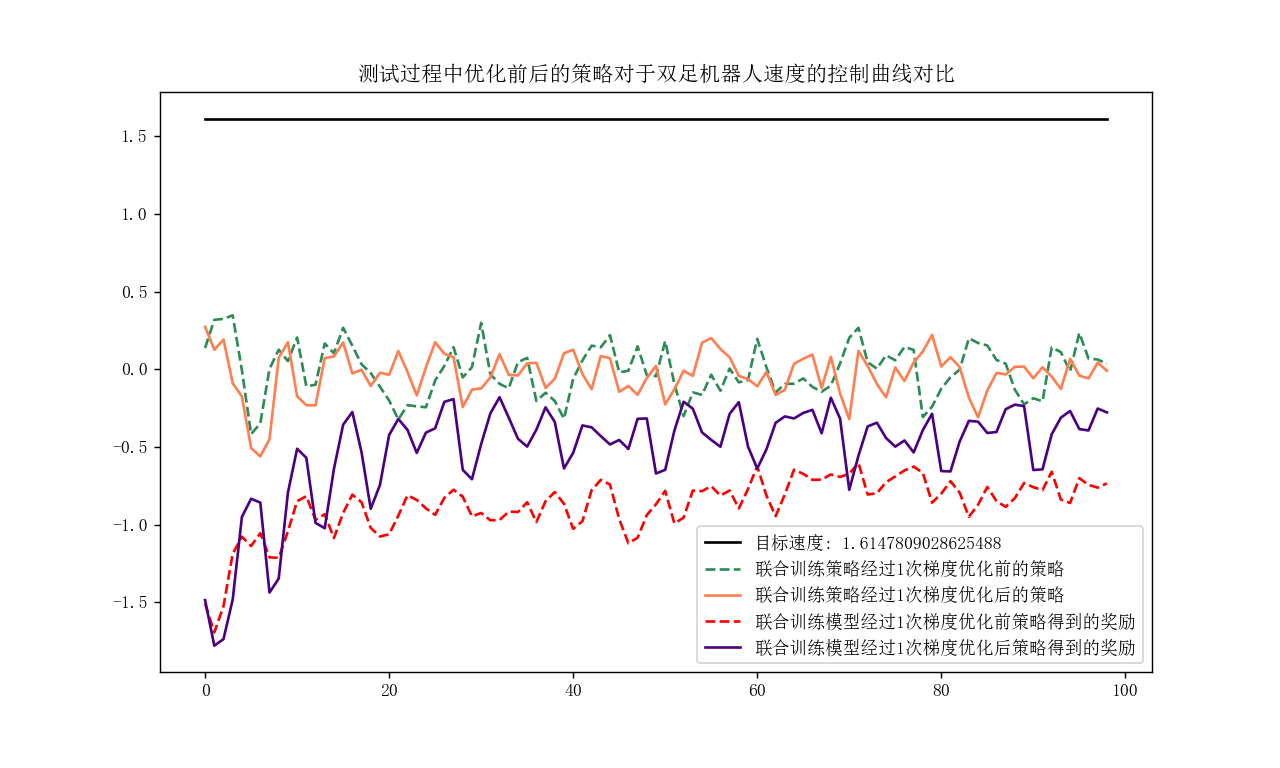 测试过程中优化前后的策略对于双足机器人速度的控制曲线对比
1.5
1.0
0.5
0.0
−0.5
−1.0
−1.5
目标速度: 1.6147809028625488
联合训练策略经过1次梯度优化前的策略
联合训练策略经过1次梯度优化后的策略
联合训练模型经过1次梯度优化前策略得到的奖励
联合训练模型经过1次梯度优化后策略得到的奖励
0 20 40 60 80 100